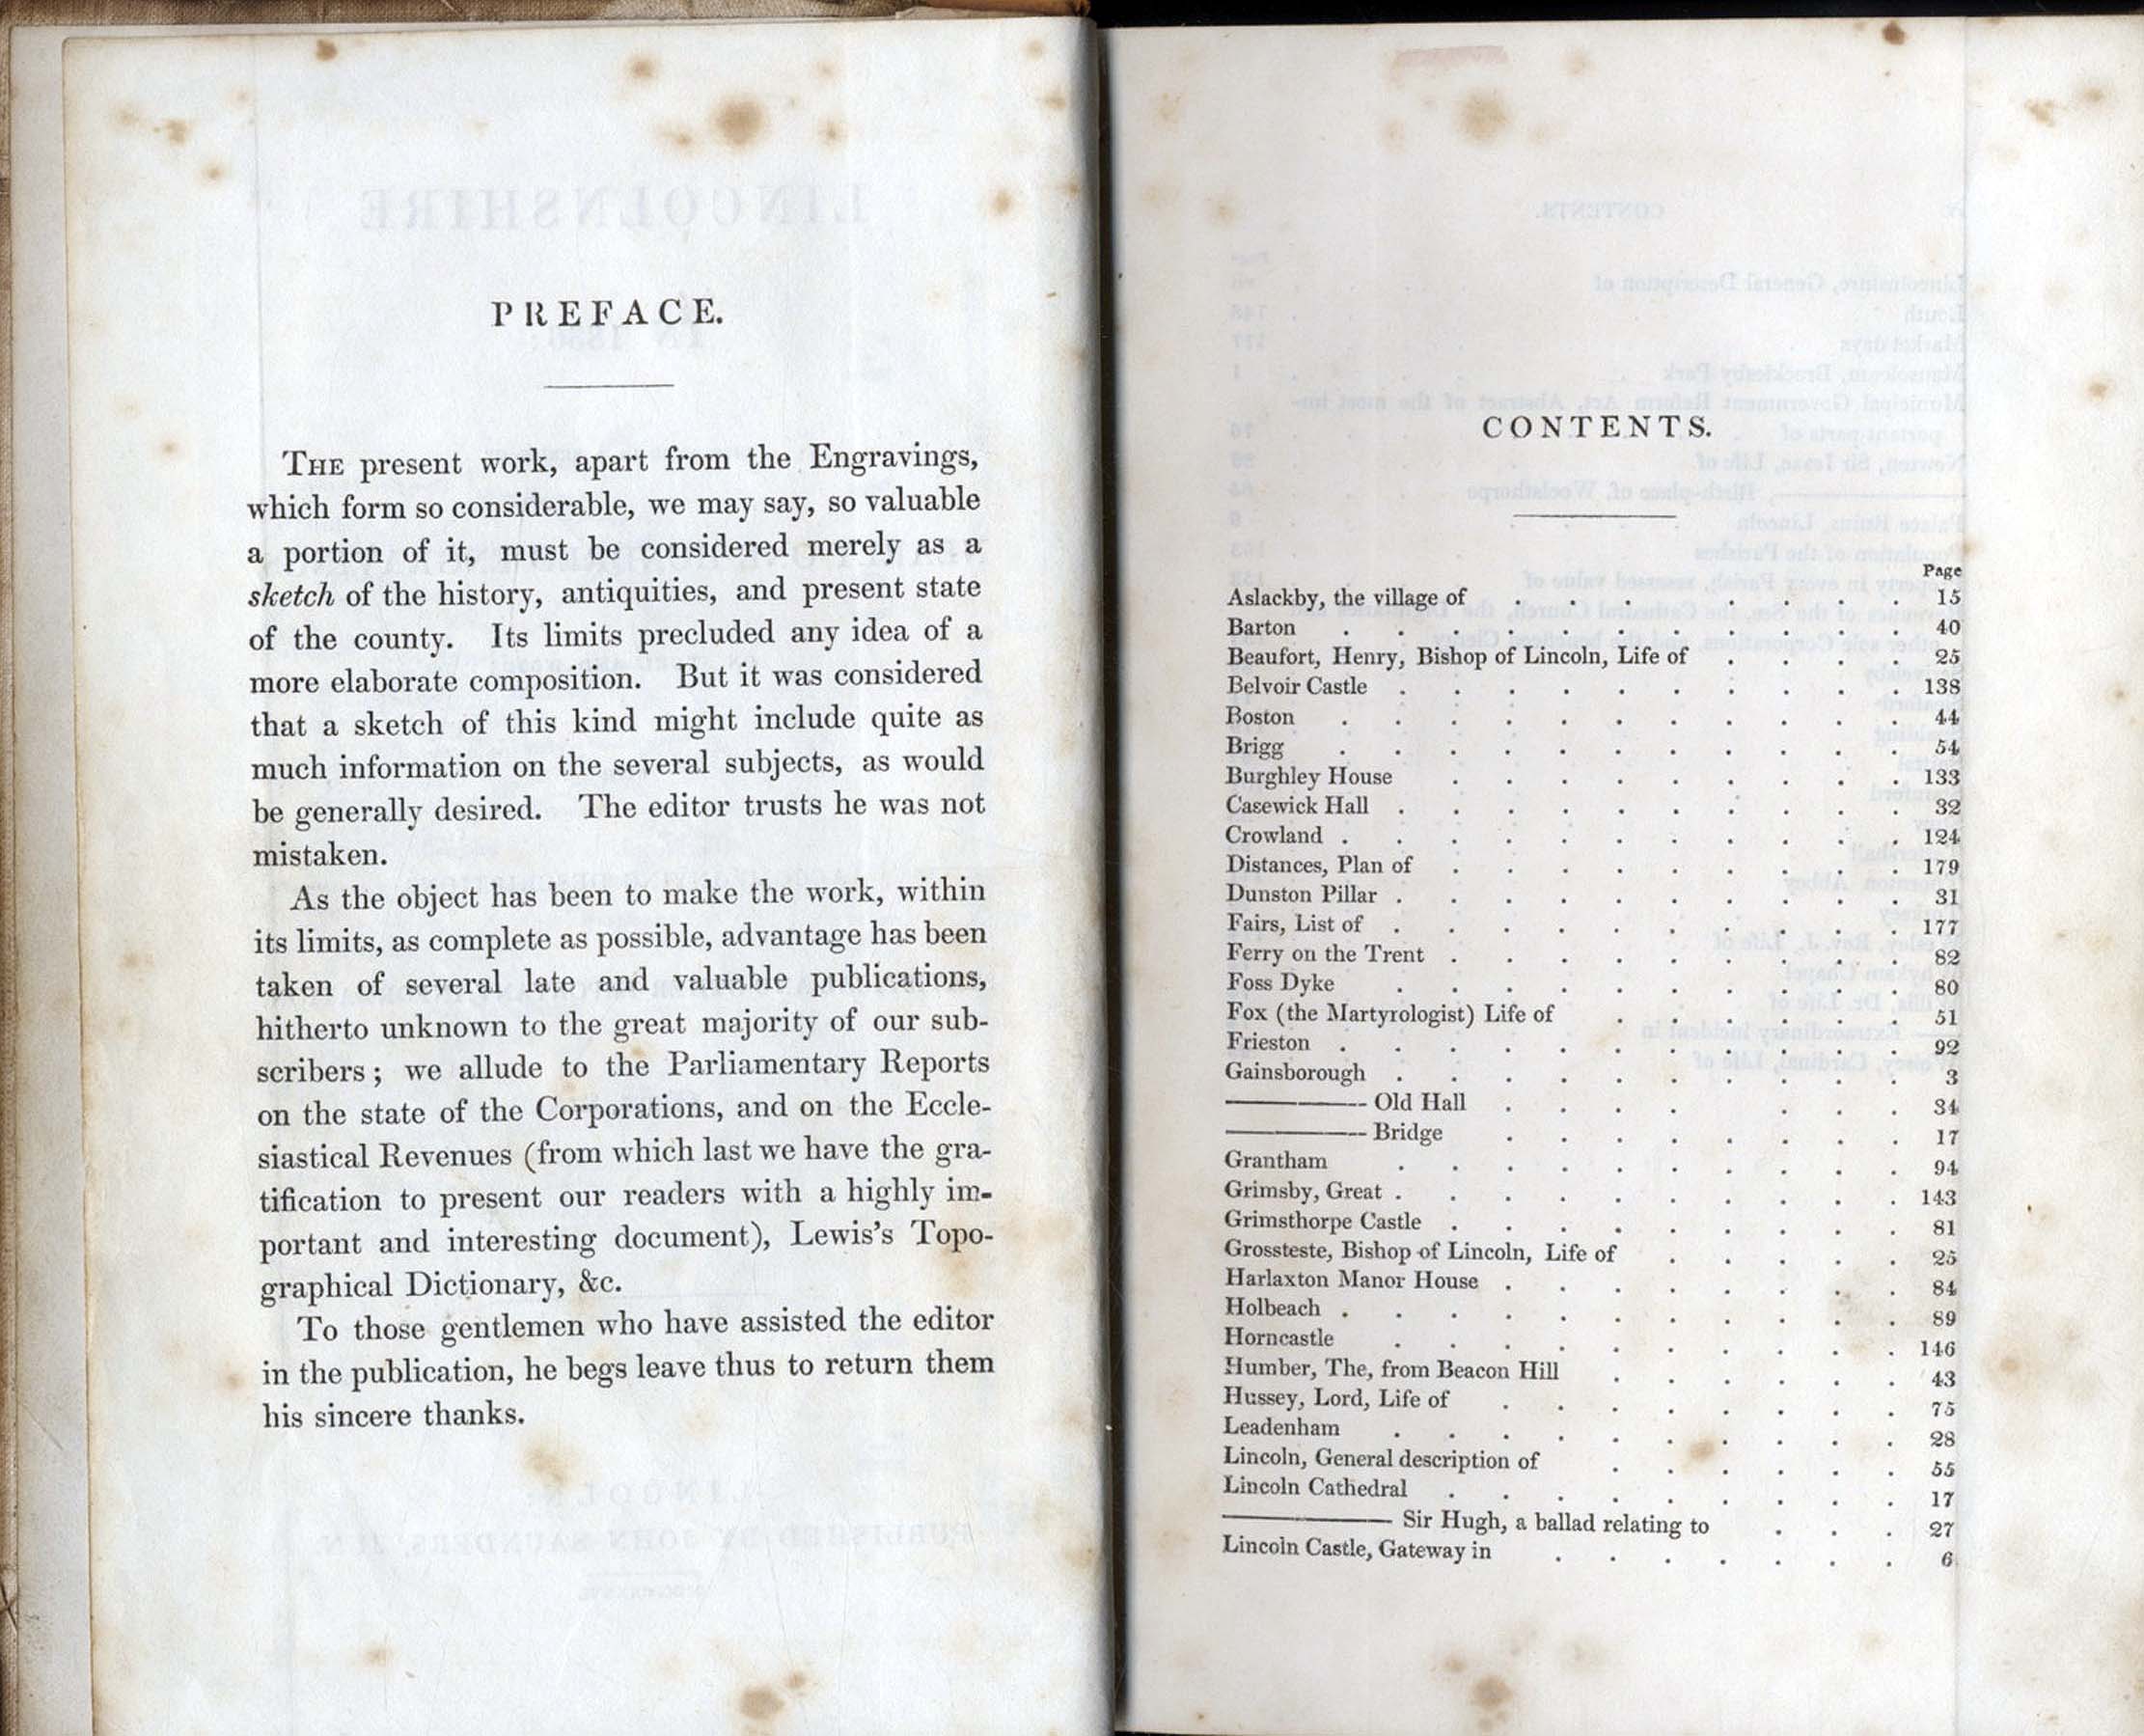 PREFACE.
THE present work, apart from the Engravings,
which form so considerable, we may say, so valuable
a portion of it, must be considered merely as a
sketch of the history, antiquities, and present state
of the county. Its limits precluded any idea of a
more elaborate composition. But it was considered
that a sketch of this kind might include quite as
much information on the several subjects, as would
be generally desired. The editor trusts he was not
mistaken.
As the object has been to make the work, within
its limits, as complete as possible, advantage has been
taken of several late and valuable publications,
hitherto unknown to the great majority of our sub-
scribers; we allude to the Parliamentary Reports
on the state of the Corporations, and on the Eccle-
siastical Revenues (from which last we have the gra-
tification to present our readers with a highly im-
portant and interesting document), Lewis's Topo-
graphical Dictionary, &c.
To those gentlemen who have assisted the editor
in the publication, he begs leave thus to return them
his sincere thanks.
CONTENTS.
Page
Aslackby, the village of . . . . . . . . 15
Barton . . . . . . . . . . . 40
Beaufort, Henry, Bishop of Lincoln, Life of . . . . 25
Belvoir Castle . . . . . . . . . . 138
Boston . . . . . . . . . . . 44
Brigg . . . . . . . . . . . 54
Burghley House . . . . . . . . . 133
Casewick Hall . . . . . . . . . . 32
Crowland . . . . . . . . . . . 124
Distances, Plan of . . . . . . . . . 179
Dunston Pillar . . . . . . . . . . 31
Fairs, List of . . . . . . . . . . 177
Ferry on the Trent . . . . . . . . . 82
Foss Dyke . . . . . . . . . . 80
Fox (the Martyrologist) Life of . . . . . . 51
Frieston . . . . . . . . . . . 92
Gainsborough . . . . . . . . . . 3
——— Old Hall . . . . . . . 34
——— Bridge . . . . . . . . 17
Grantham . . . . . . . . . . 94
Grimsby, Great . . . . . . . . . . 143
Grimsthorpe Castle . . . . . . . . . 81
Grossteste, Bishop of Lincoln, Life of . . . . . 25
Harlaxton Manor House . . . . . . . . 84
Holbeach . . . . . . . . . . . 89
Horncastle . . . . . . . . . . 146
Humber, The, from Beacon Hill . . . . . . 43
Hussey, Lord, Life of . . . . . . . . 75
Leadenham . . . . . . . . . . 28
Lincoln, General description of . . . . . . 55
Lincoln Cathedral . . . . . . . . . 17
——— Sir Hugh, a ballad relating to . . . 27
Lincoln Castle, Gateway in . . . . . . . 6